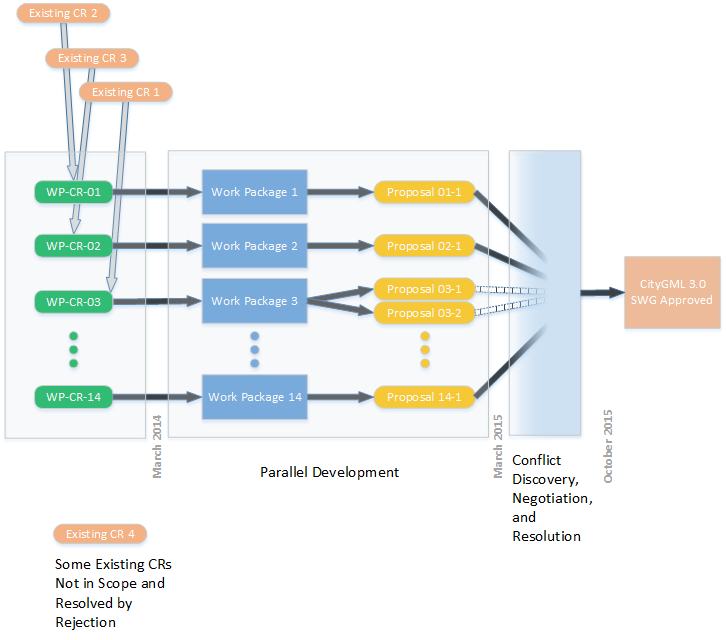 Existing CR 2
Existing CR 3
Existing CR 1
WP-CR-01
Work Package 1
Proposal 01-1
WP-CR-02
Work Package 2
Proposal 02-1
WP-CR-03
Work Package 3
Proposal 03-1
Proposal 03-2
CityGML 3.0
SWG Approved
WP-CR-14
Work Package 14
Proposal 14-1
March 2014
March 2015
October 2015
Parallel Development
Conflict
Discovery,
Negotiation,
and
Resolution
Existing CR 4
Some Existing CRs
Not in Scope and
Resolved by
Rejection